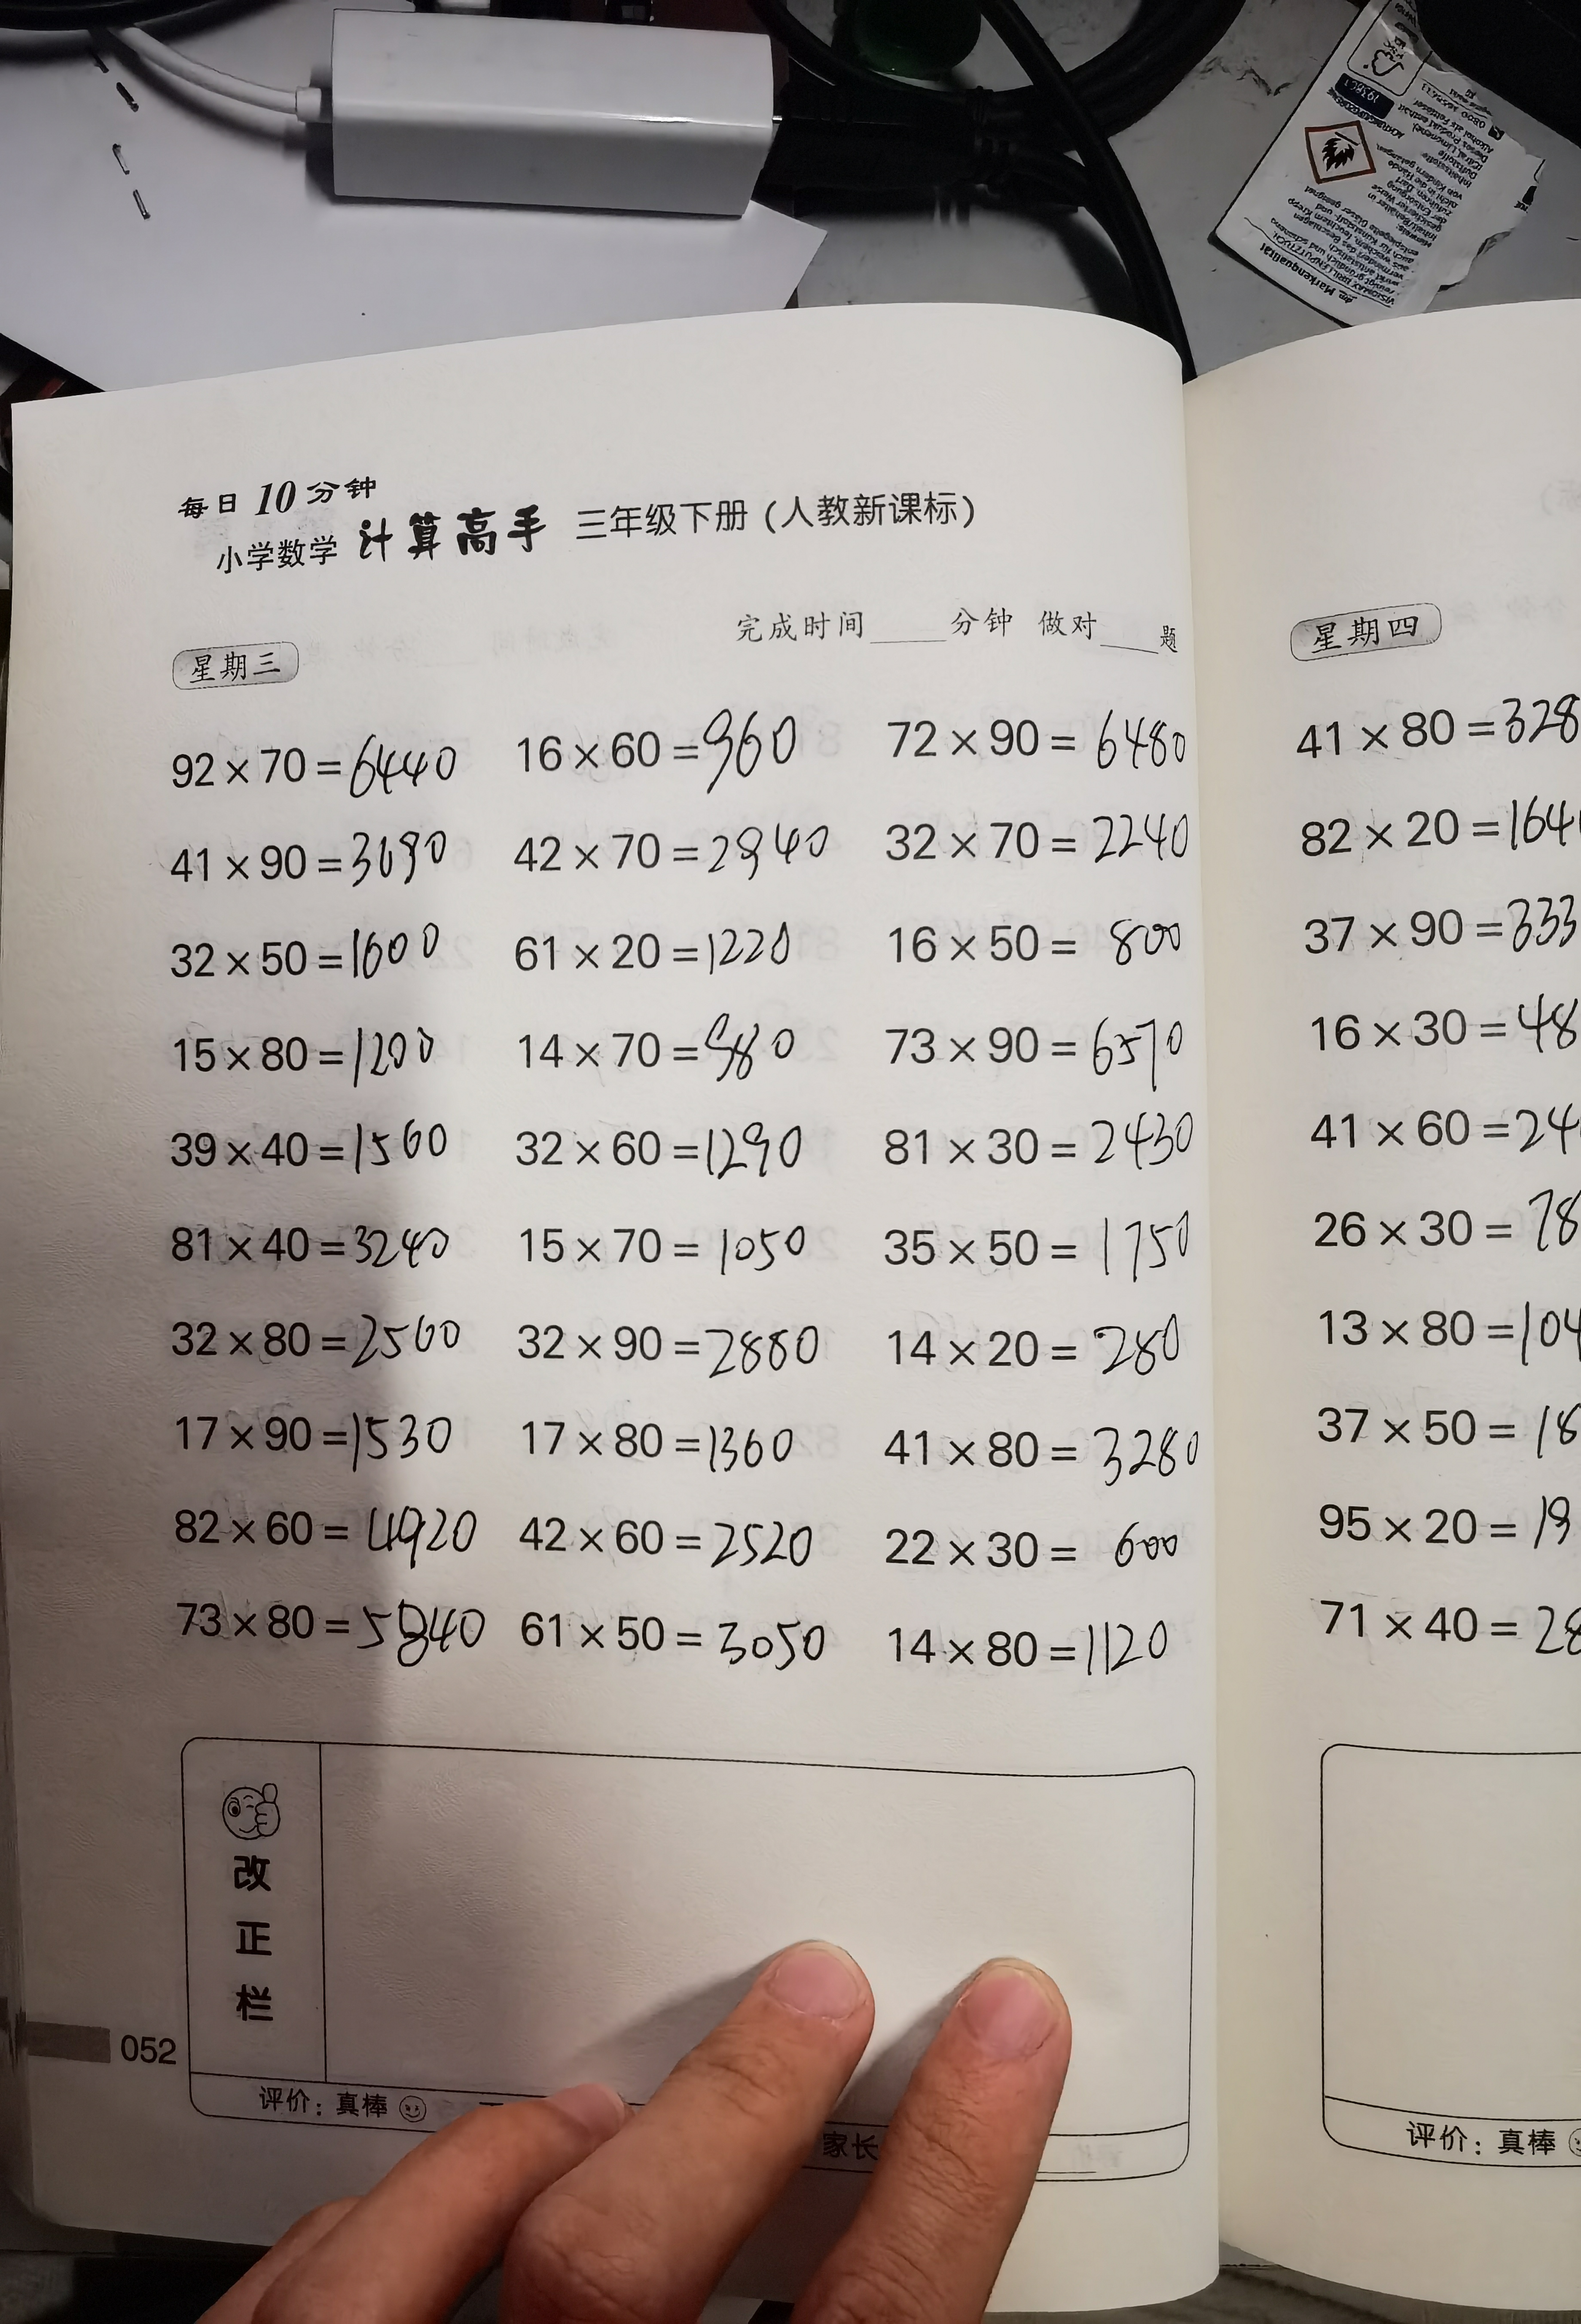 每日10分钟
小学数学 计算高手 三年级下册(人教新课标)
完成时间____分钟 做对____题
星期三
92×70=6440 16×60=960 72×90=6480
41×90=3690 42×70=2940 32×70=2240
32×50=1600 61×20=1220 16×50=800
15×80=1200 14×70=980 73×90=6570
39×40=1560 32×60=1290 81×30=2430
81×40=3240 15×70=1050 35×50=1750
32×80=2560 32×90=2880 14×20=280
17×90=1530 17×80=1360 41×80=3280
82×60=4920 42×60=2520 22×30=600
73×80=5840 61×50=3050 14×80=1120
改正栏
评价:真棒
家长
052
星期四
41×80=328
82×20=164
37×90=333
16×30=48
41×60=24
26×30=78
13×80=104
37×50=18
95×20=19
71×40=28
评价:真棒
Markenqualität
VISIOMAX BRILLENPUTZTUCH